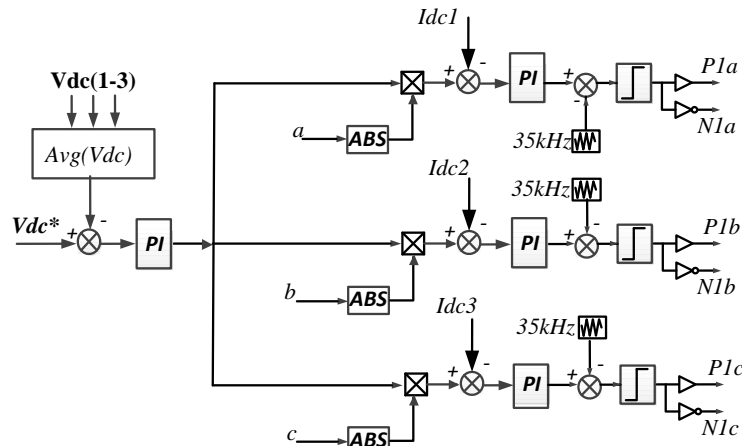 Idc1
Vdc(1-3)
PI
P1a
a
ABS
35kHz
N1a
Avg(Vdc)
Idc2
35kHz
Vdc*
PI
PI
P1b
b
ABS
N1b
Idc3
35kHz
PI
P1c
c
ABS
N1c
+
-
+
-
+
-
+
-
+
-
+
-
+
-